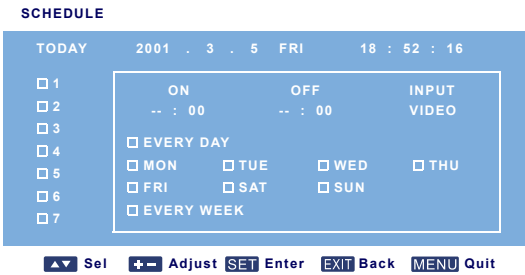 SCHEDULE
TODAY 2001 . 3 . 5 FRI 18 : 52 : 16
1
2
3
4
5
6
7
ON OFF INPUT
-- : 00 -- : 00 VIDEO
EVERY DAY
MON TUE WED THU
FRI SAT SUN
EVERY WEEK
▲▼ Sel + − Adjust SET Enter EXIT Back MENU Quit